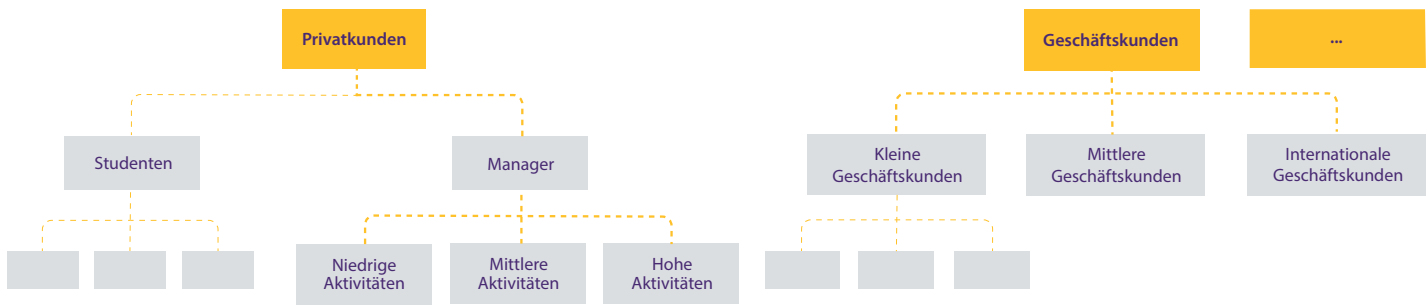 Privatkunden
Geschäftskunden
...
Studenten
Manager
Kleine
Geschäftskunden
Mittlere
Geschäftskunden
Internationale
Geschäftskunden
Niedrige
Aktivitäten
Mittlere
Aktivitäten
Hohe
Aktivitäten